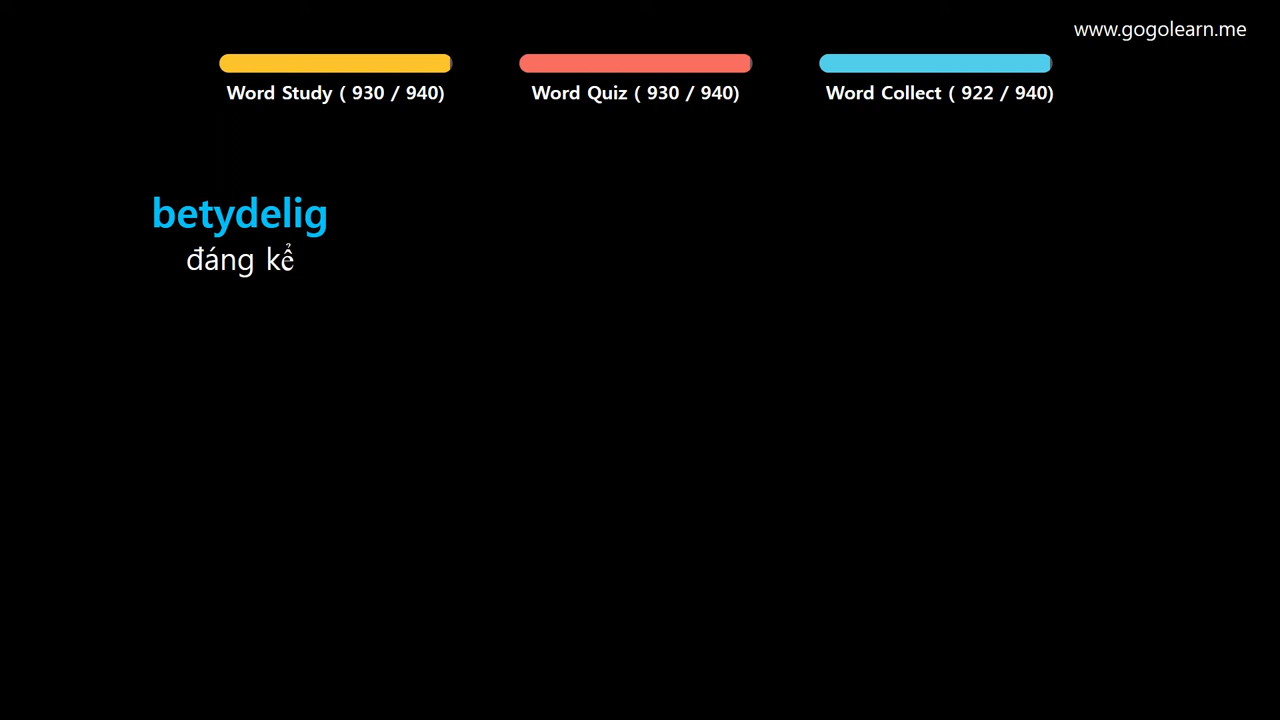 www.gogolearn.me
Word Study ( 930 / 940)
Word Quiz ( 930 / 940)
Word Collect ( 922 / 940)
betydelig
đáng kể